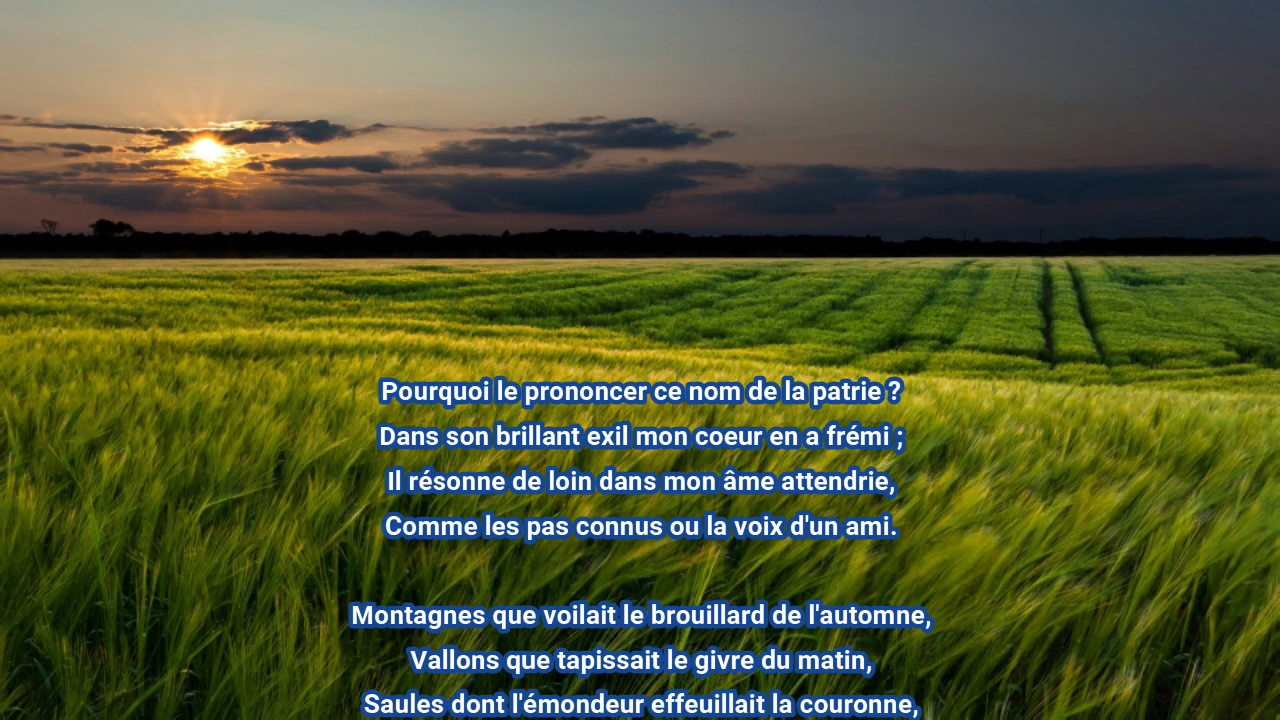 Pourquoi le prononcer ce nom de la patrie ?
Dans son brillant exil mon coeur en a frémi ;
Il résonne de loin dans mon âme attendrie,
Comme les pas connus ou la voix d'un ami.
Montagnes que voilait le brouillard de l'automne,
Vallons que tapissait le givre du matin,
Saules dont l'émondeur effeuillait la couronne,